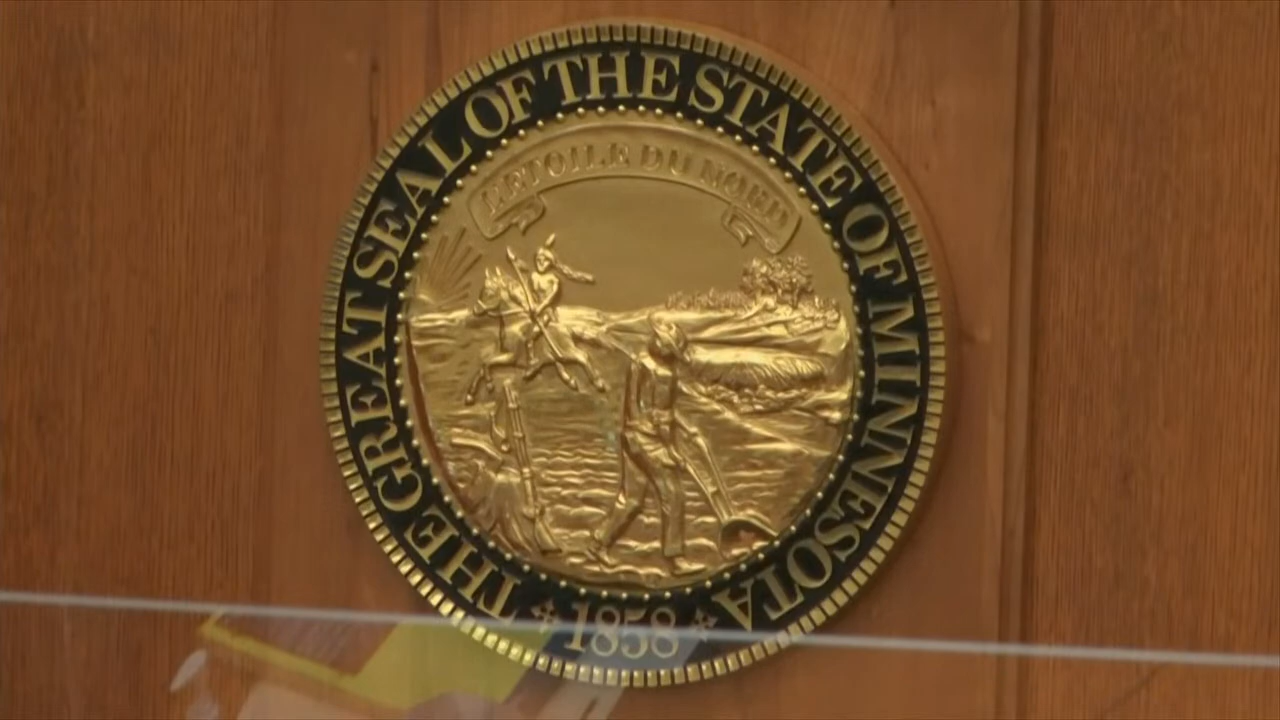 THE GREAT SEAL OF THE STATE OF MINNESOTA
L'ETOILE DU NORD
1858